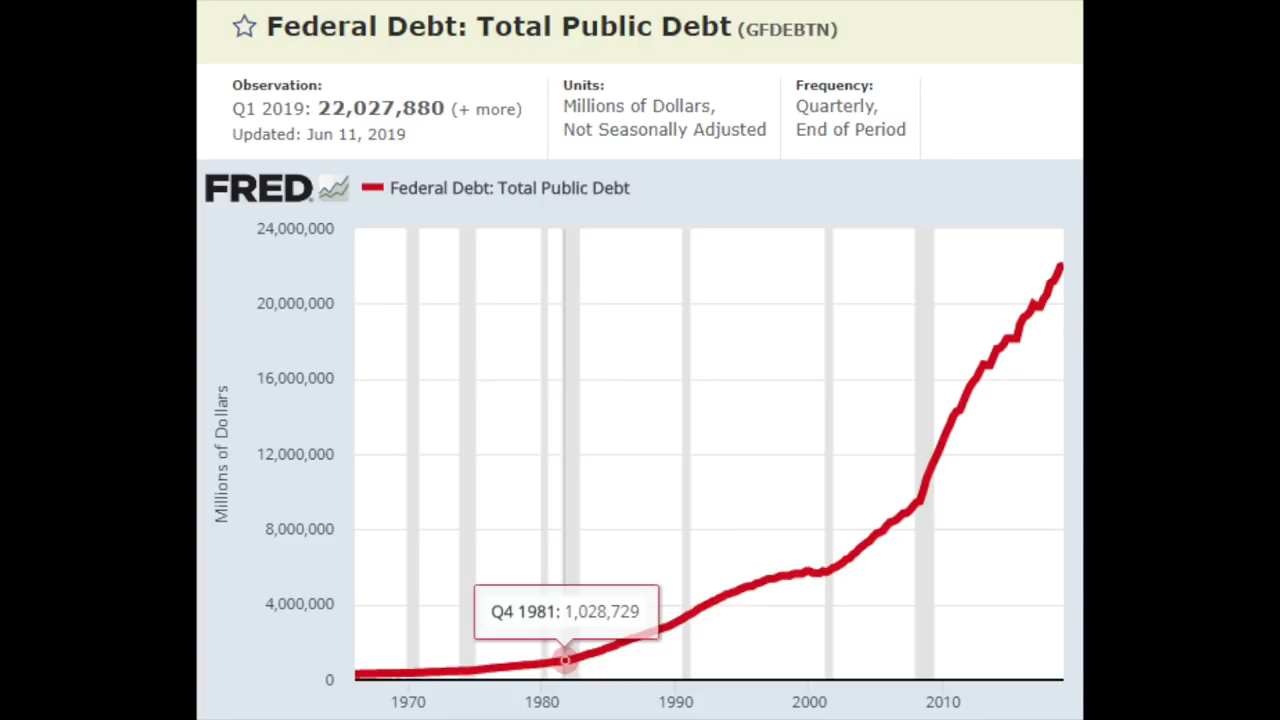 Federal Debt: Total Public Debt (GFDEBTN)
Observation:
Q1 2019: 22,027,880 (+ more)
Updated: Jun 11, 2019
Units:
Millions of Dollars,
Not Seasonally Adjusted
Frequency:
Quarterly,
End of Period
FRED
Federal Debt: Total Public Debt
24,000,000
20,000,000
16,000,000
12,000,000
8,000,000
4,000,000
0
Millions of Dollars
Q4 1981: 1,028,729
1970
1980
1990
2000
2010